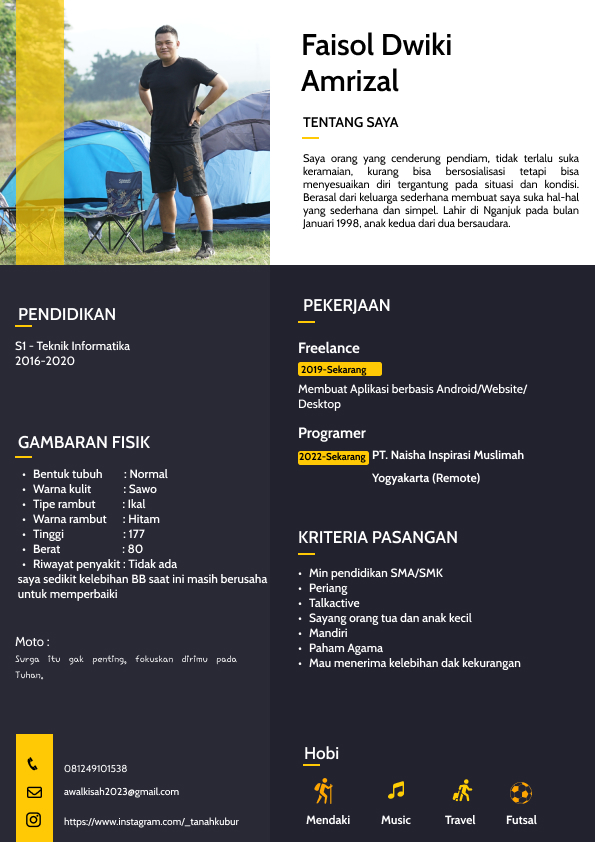 Faisol Dwiki
Amrizal
TENTANG SAYA
Saya orang yang cenderung pendiam, tidak terlalu suka
keramaian, kurang bisa bersosialisasi tetapi bisa
menyesuaikan diri tergantung pada situasi dan kondisi.
Berasal dari keluarga sederhana membuat saya suka hal-hal
yang sederhana dan simpel. Lahir di Nganjuk pada bulan
Januari 1998, anak kedua dari dua bersaudara.
PENDIDIKAN
S1 - Teknik Informatika
2016-2020
GAMBARAN FISIK
• Bentuk tubuh : Normal
• Warna kulit : Sawo
• Tipe rambut : Ikal
• Warna rambut : Hitam
• Tinggi : 177
• Berat : 80
• Riwayat penyakit : Tidak ada
saya sedikit kelebihan BB saat ini masih berusaha
untuk memperbaiki
Moto :
Surga itu gak penting, fokuskan dirimu pada
Tuhan.
081249101538
awalkisah2023@gmail.com
https://www.instagram.com/_tanahkubur
PEKERJAAN
Freelance
2019-Sekarang
Membuat Aplikasi berbasis Android/Website/
Desktop
Programer
2022-Sekarang PT. Naisha Inspirasi Muslimah
Yogyakarta (Remote)
KRITERIA PASANGAN
• Min pendidikan SMA/SMK
• Periang
• Talkactive
• Sayang orang tua dan anak kecil
• Mandiri
• Paham Agama
• Mau menerima kelebihan dak kekurangan
Hobi
Mendaki Music Travel Futsal